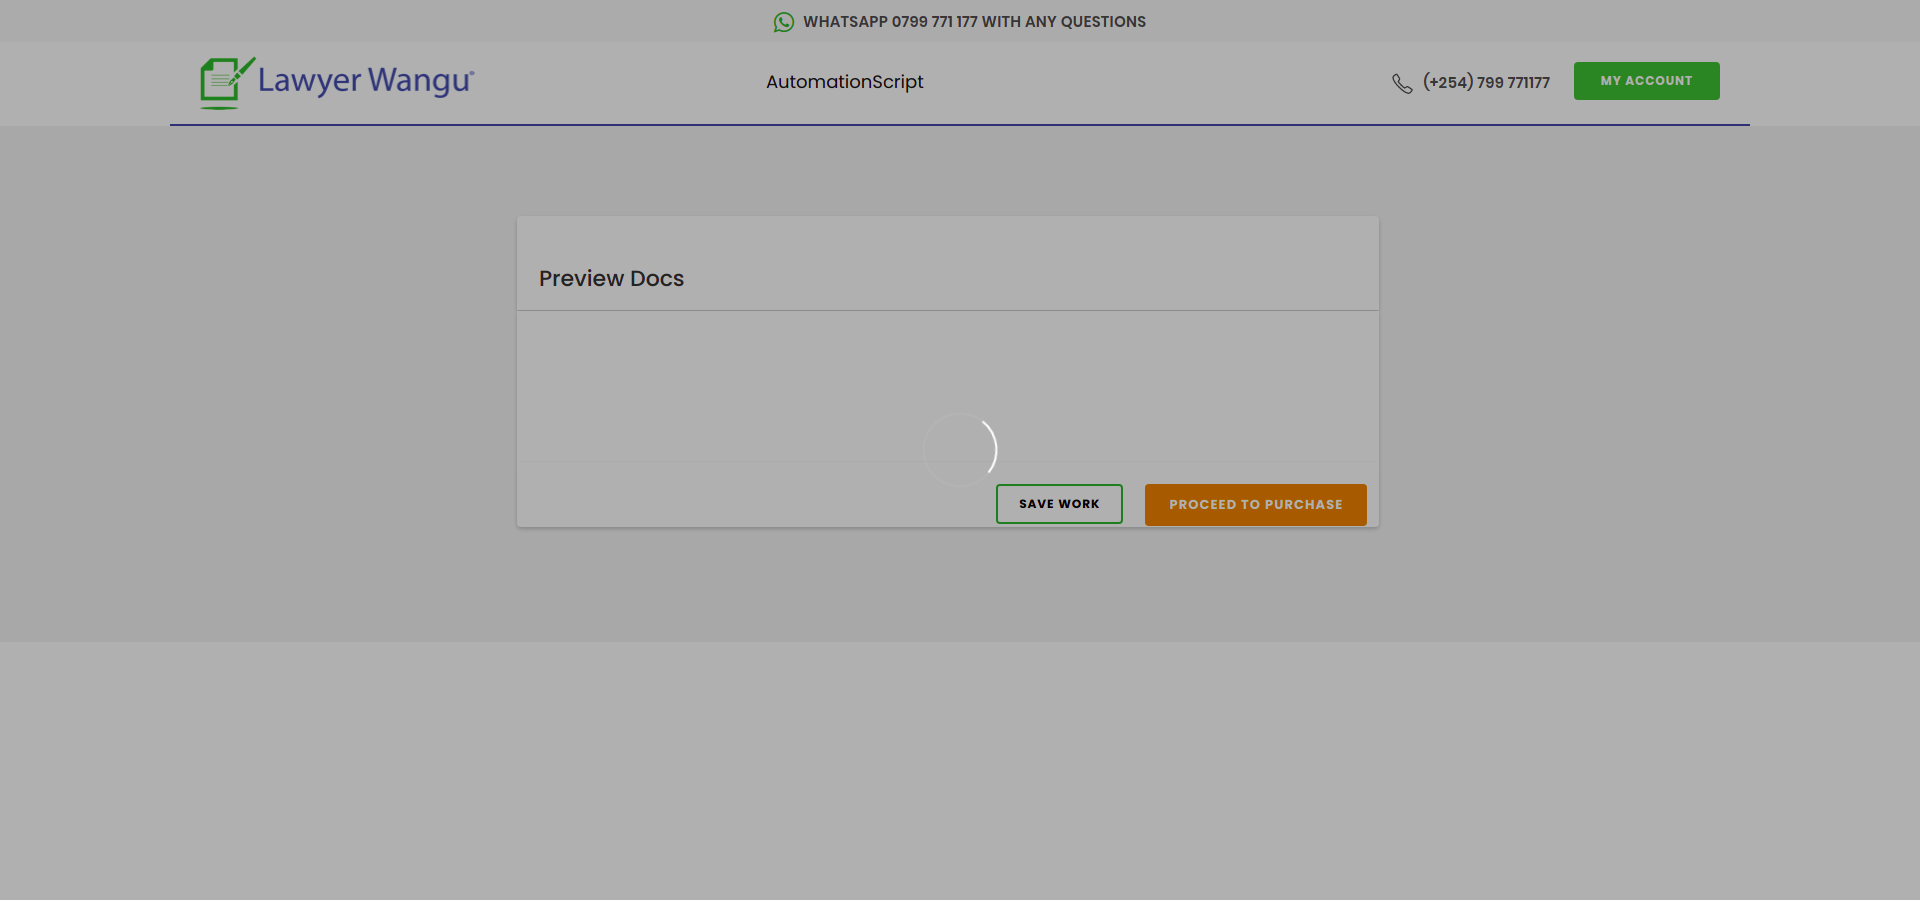 WHATSAPP 0799 771 177 WITH ANY QUESTIONS
Lawyer Wangu®
AutomationScript
(+254) 799 771177
MY ACCOUNT
Preview Docs
SAVE WORK
PROCEED TO PURCHASE